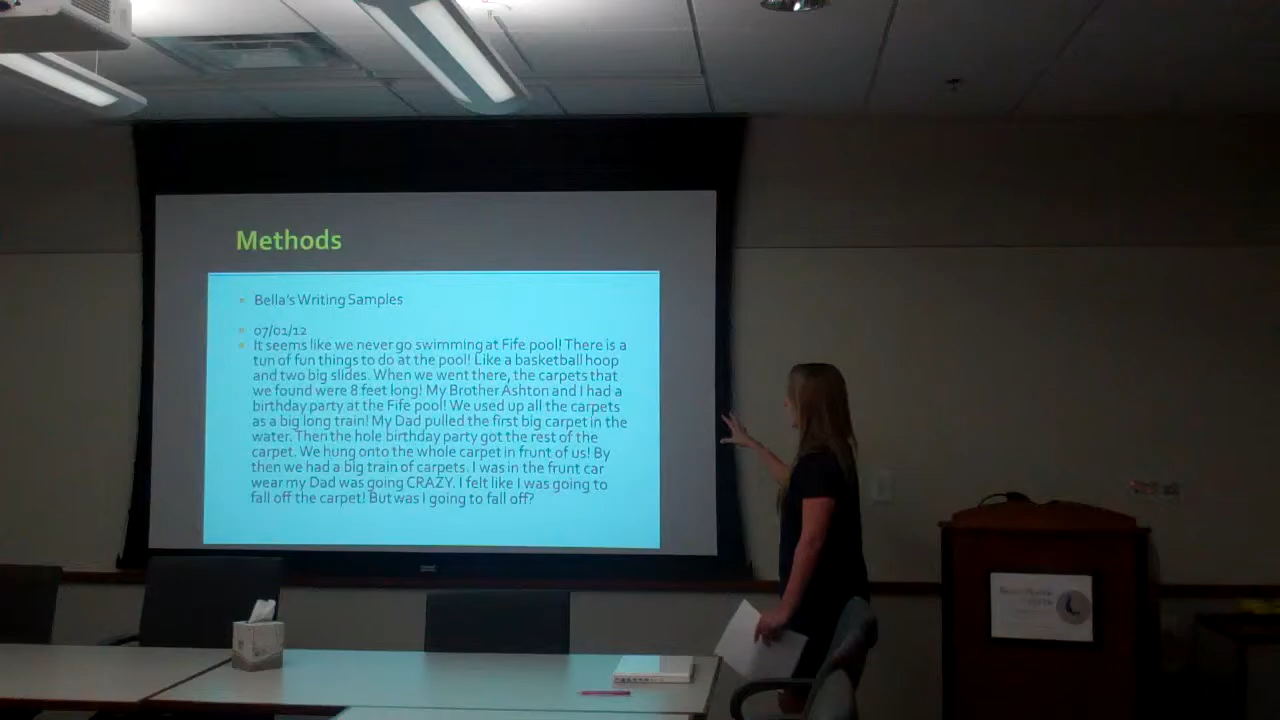 Methods
Bella's Writing Samples
07/01/12
It seems like we never go swimming at Fife pool! There is a
tun of fun things to do at the pool! Like a basketball hoop
and two big slides. When we went there, the carpets that
we found were 8 feet long! My Brother Ashton and I had a
birthday party at the Fife pool! We used up all the carpets
as a big long train! My Dad pulled the first big carpet in the
water. Then the hole birthday party got the rest of the
carpet. We hung onto the whole carpet in frunt of us! By
then we had a big train of carpets. I was in the frunt car
wear my Dad was going CRAZY. I felt like I was going to
fall off the carpet! But was I going to fall off?